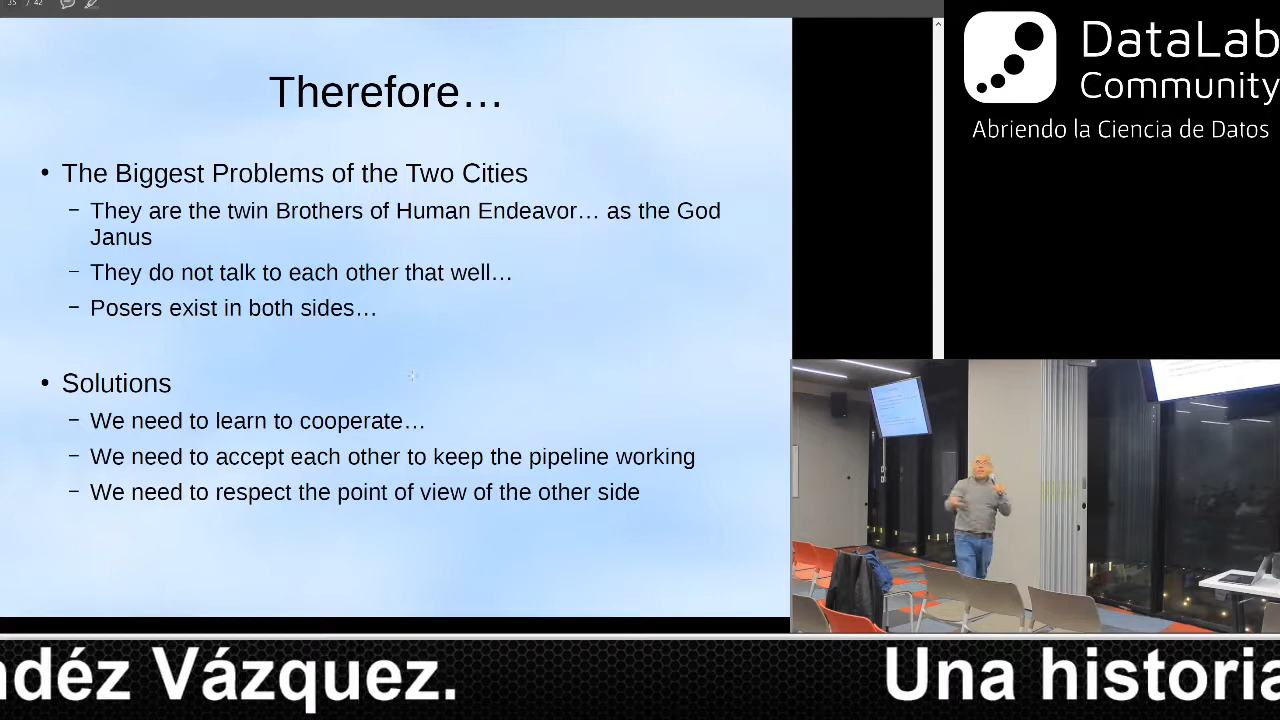 35 / 42
Therefore…
• The Biggest Problems of the Two Cities
– They are the twin Brothers of Human Endeavor… as the God
Janus
– They do not talk to each other that well…
– Posers exist in both sides…
• Solutions
– We need to learn to cooperate…
– We need to accept each other to keep the pipeline working
– We need to respect the point of view of the other side
DataLab
Community
Abriendo la Ciencia de Datos
ndéz Vázquez.
Una historia